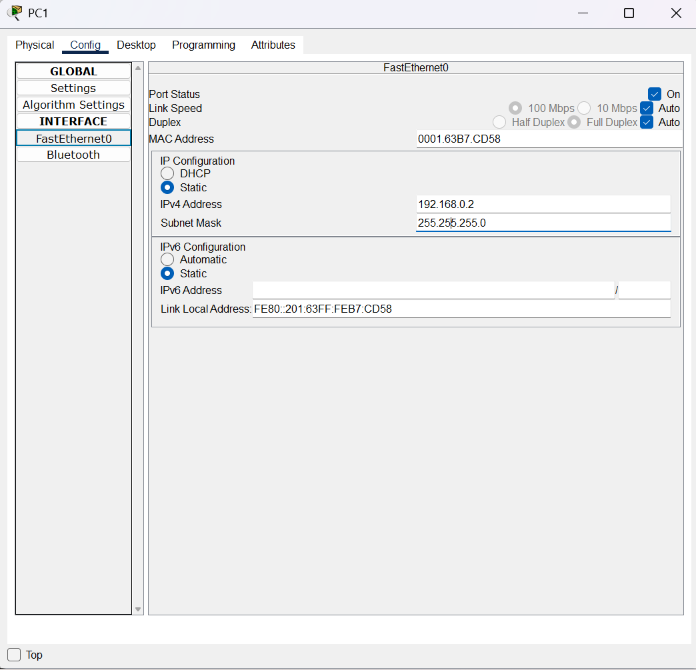 PC1
Physical Config Desktop Programming Attributes
GLOBAL
Settings
Algorithm Settings
INTERFACE
FastEthernet0
Bluetooth
FastEthernet0
Port Status On
Link Speed 100 Mbps 10 Mbps Auto
Duplex Half Duplex Full Duplex Auto
MAC Address 0001.63B7.CD58
IP Configuration
DHCP
Static
IPv4 Address 192.168.0.2
Subnet Mask 255.255.255.0
IPv6 Configuration
Automatic
Static
IPv6 Address /
Link Local Address: FE80::201:63FF:FEB7:CD58
Top